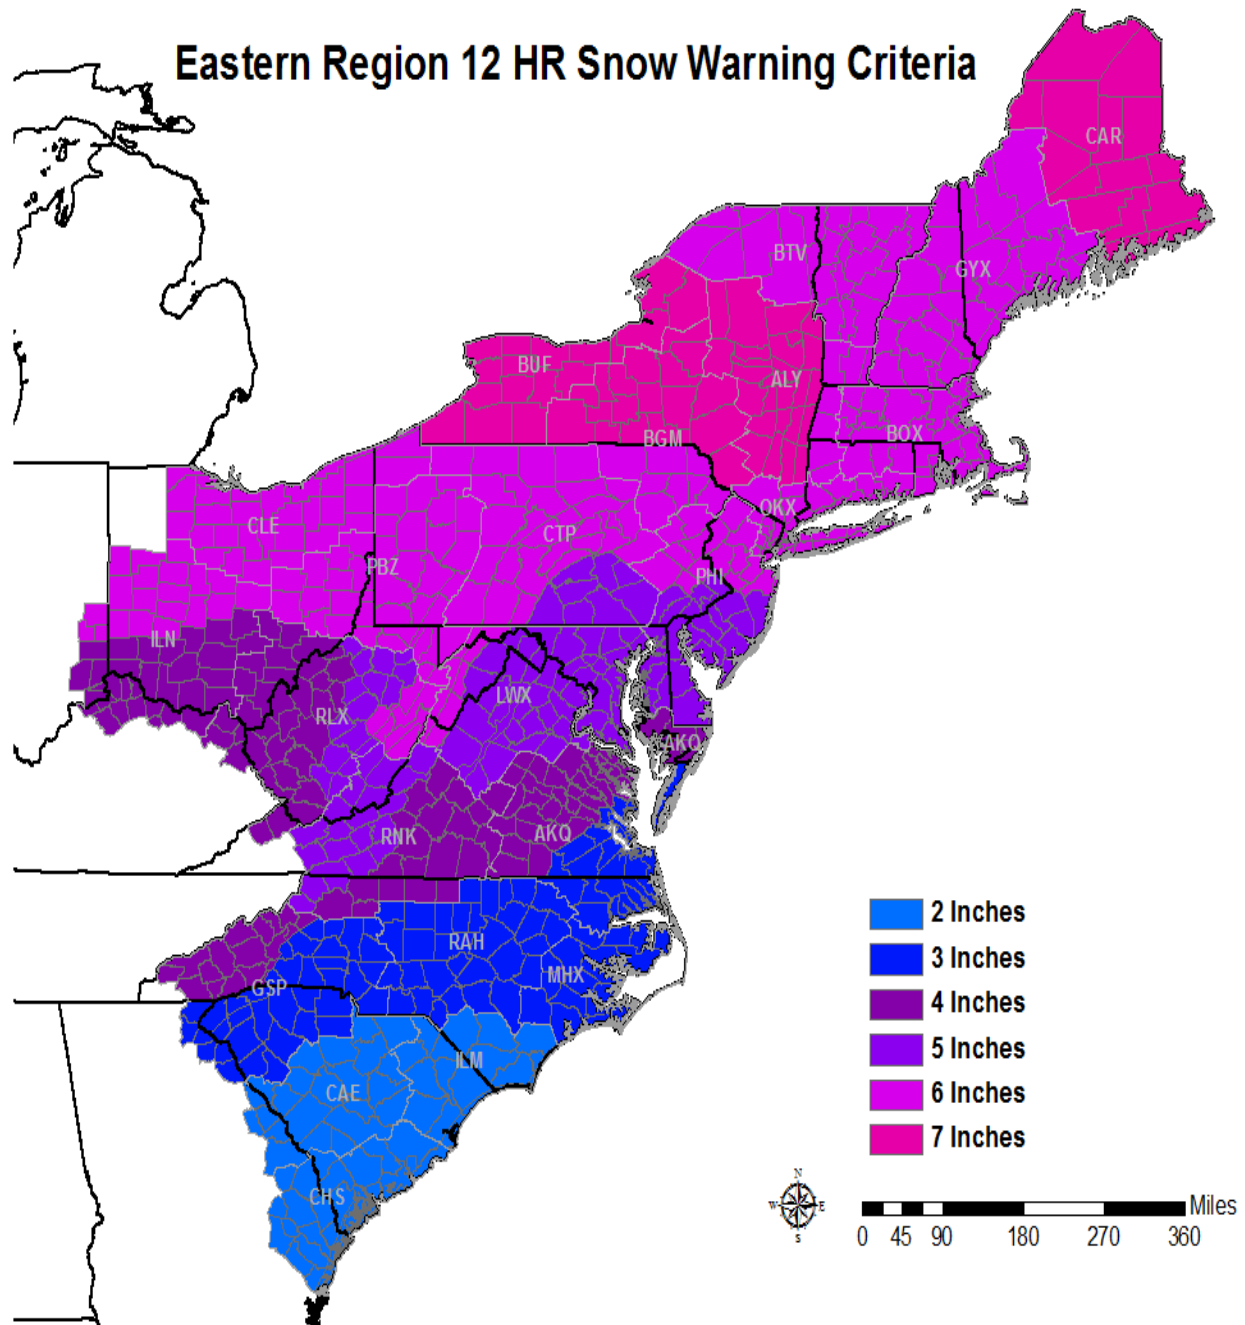 Eastern Region 12 HR Snow Warning Criteria
CAR
BTV
GYX
BUF
ALY
BGM
BOX
OKX
CLE
CTP
PBZ
PHI
ILN
LWX
RLX
AKQ
RNK
AKQ
RAH
MHX
GSP
ILM
CAE
CHS
2 Inches
3 Inches
4 Inches
5 Inches
6 Inches
7 Inches
N
W E
S
Miles
0 45 90 180 270 360